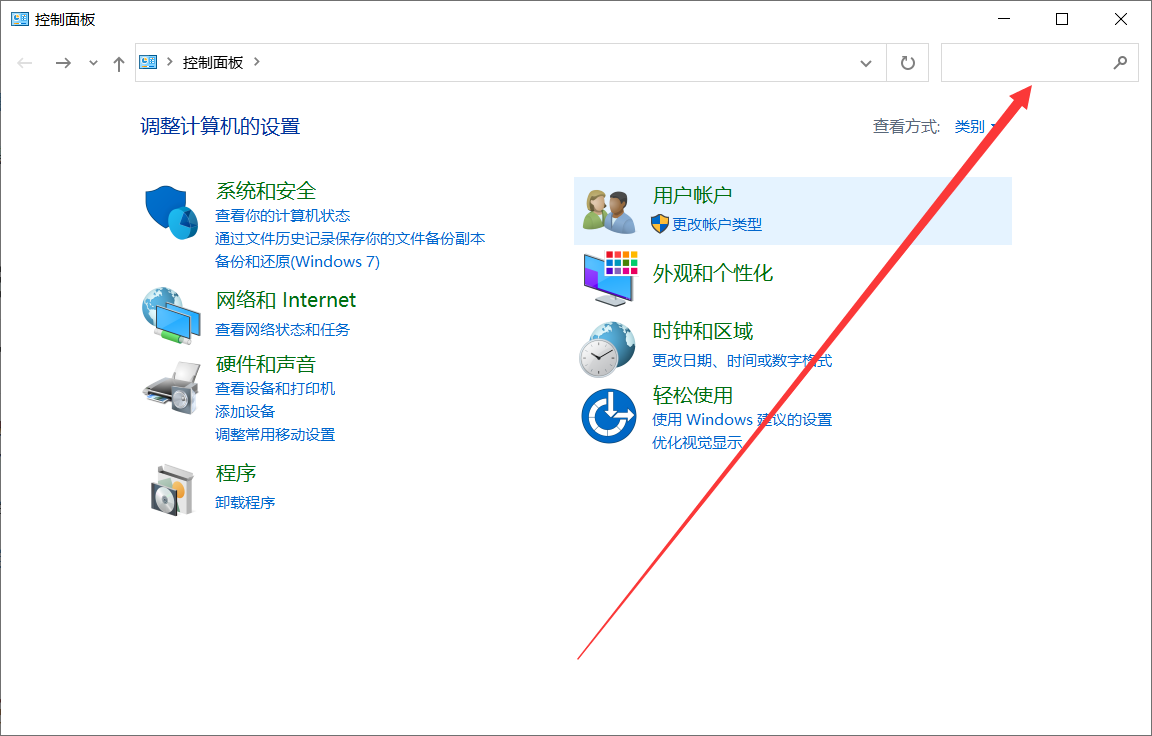 控制面板
控制面板
调整计算机的设置
查看方式: 类别
系统和安全
查看你的计算机状态
通过文件历史记录保存你的文件备份副本
备份和还原(Windows 7)
网络和 Internet
查看网络状态和任务
硬件和声音
查看设备和打印机
添加设备
调整常用移动设置
程序
卸载程序
用户帐户
更改帐户类型
外观和个性化
时钟和区域
更改日期、时间或数字格式
轻松使用
使用 Windows 建议的设置
优化视觉显示